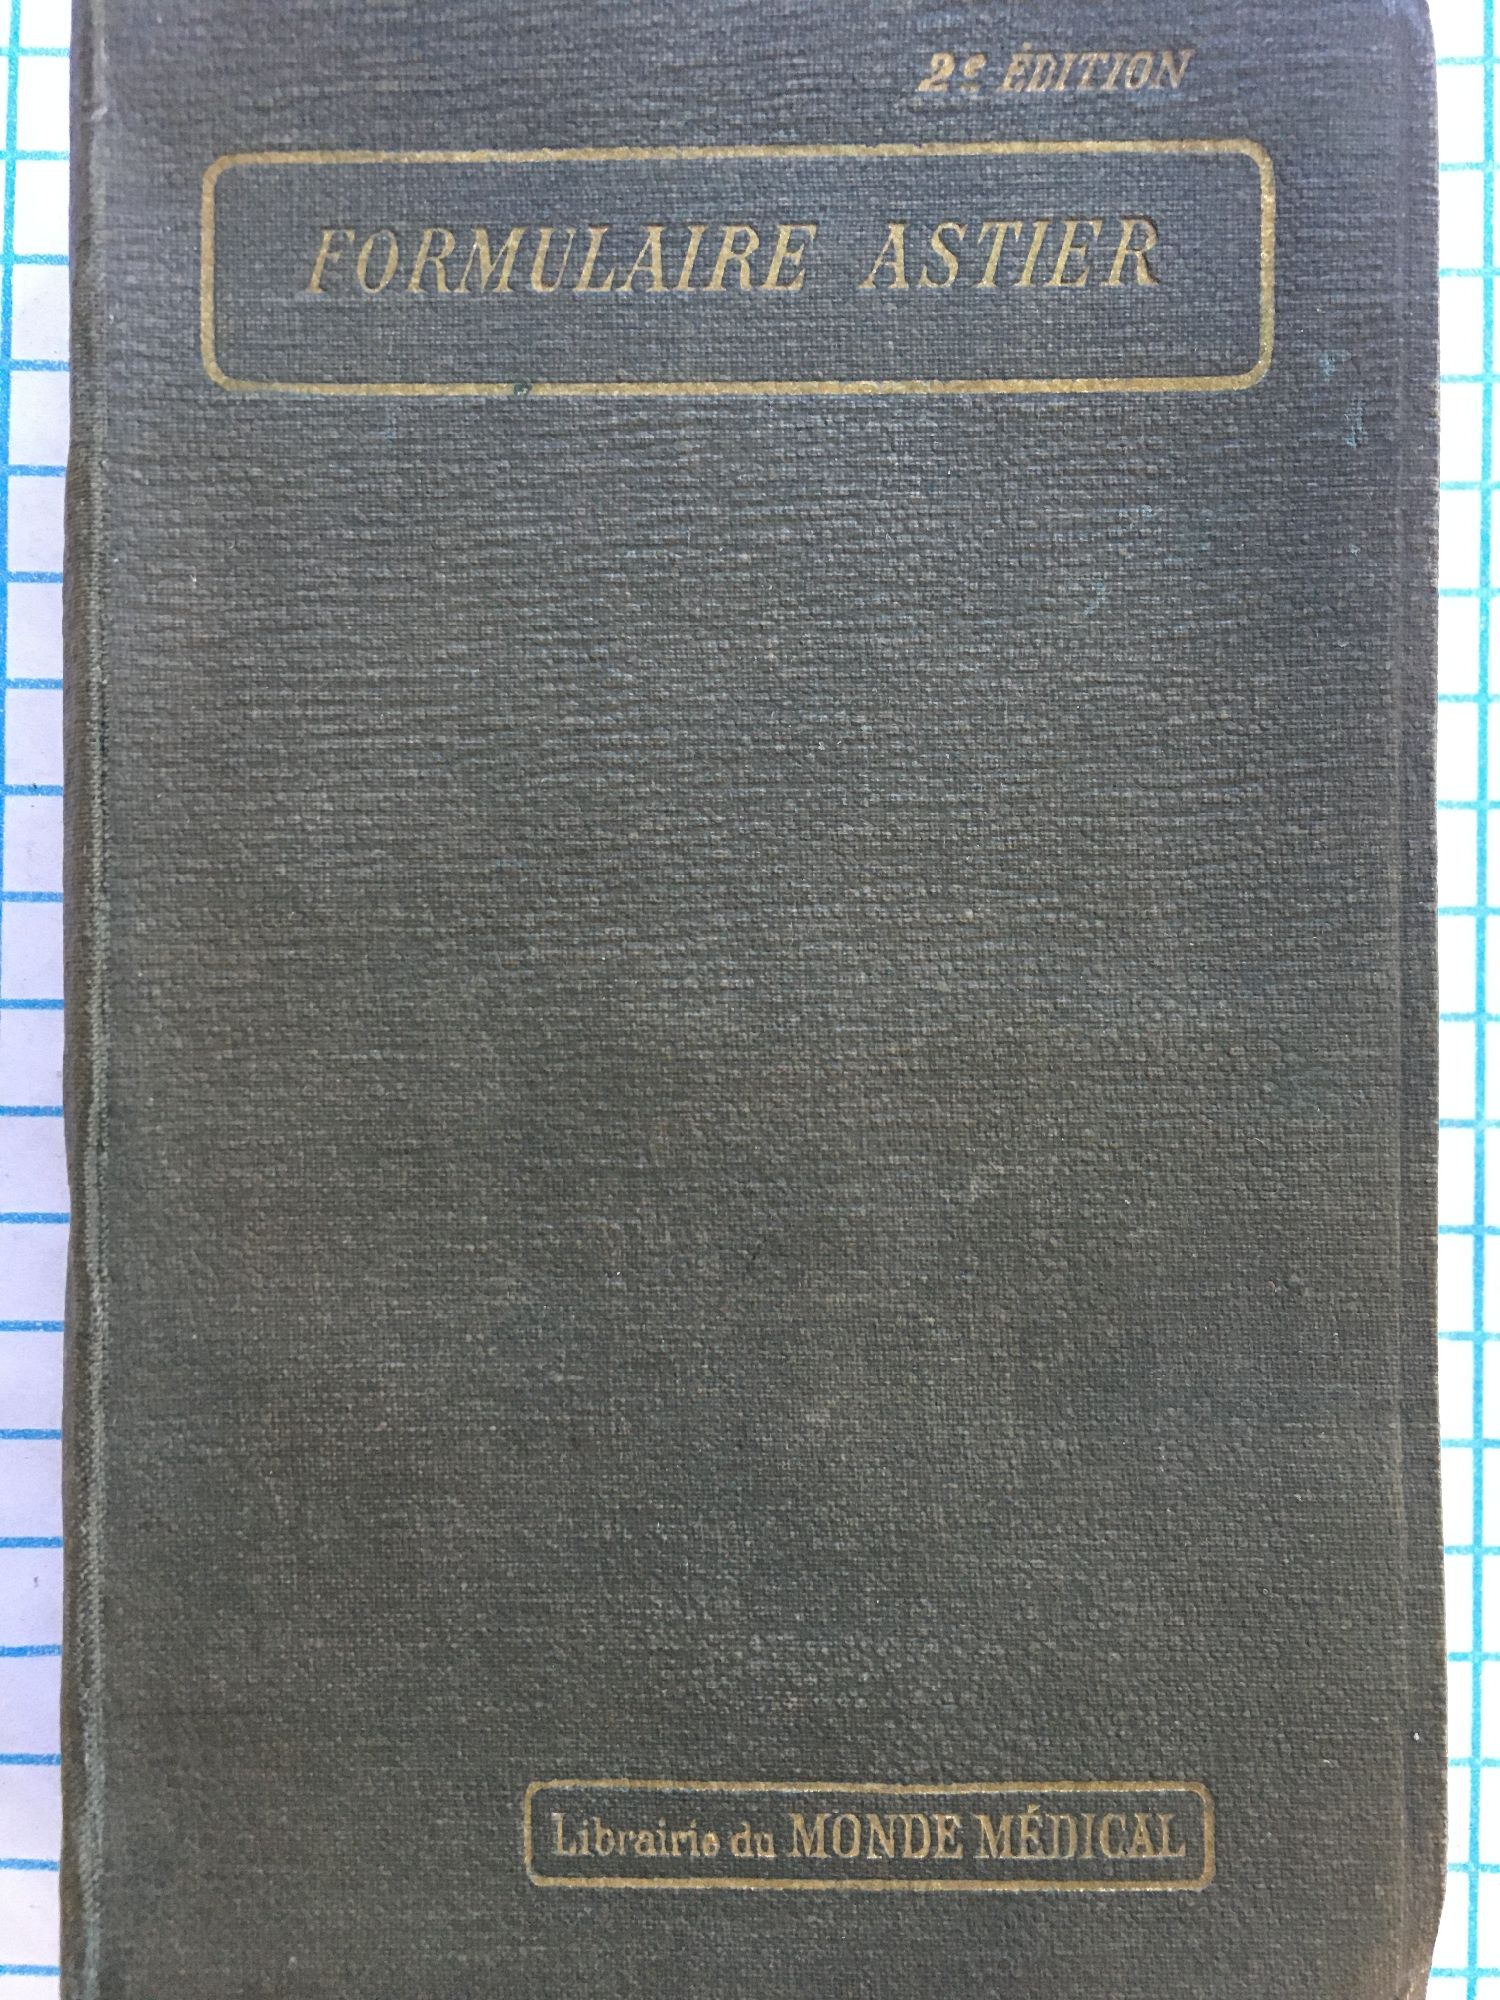 2e ÉDITION
FORMULAIRE ASTIER
Librairie du MONDE MÉDICAL